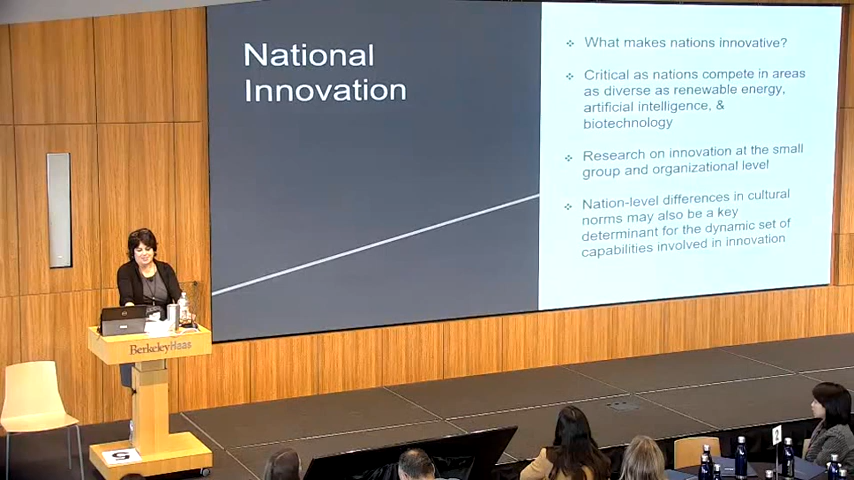 National
Innovation
What makes nations innovative?
Critical as nations compete in areas
as diverse as renewable energy,
artificial intelligence, &
biotechnology
Research on innovation at the small
group and organizational level
Nation-level differences in cultural
norms may also be a key
determinant for the dynamic set of
capabilities involved in innovation
BerkeleyHaas